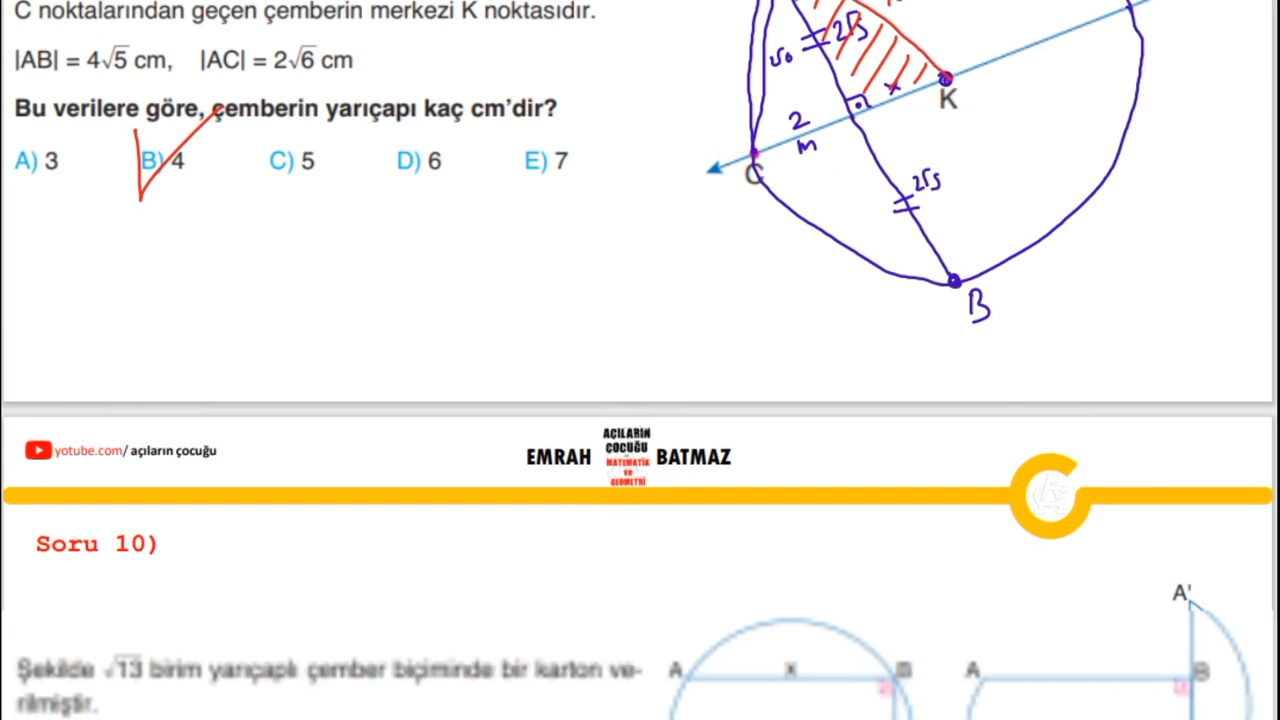 C noktalarından geçen çemberin merkezi K noktasıdır.
|AB| = 4√5 cm, |AC| = 2√6 cm
Bu verilere göre, çemberin yarıçapı kaç cm'dir?
A) 3 B) 4 C) 5 D) 6 E) 7
2√5
x
K
2
m
C
2√5
B
yotube.com/ açıların çocuğu
EMRAH
AÇILARIN
ÇOCUĞU
MATEMATİK
ve
GEOMETRİ
BATMAZ
Soru 10)
A'
Şekilde √13 birim yarıçaplı çember biçiminde bir karton ve-
rilmiştir.
A x B
A B